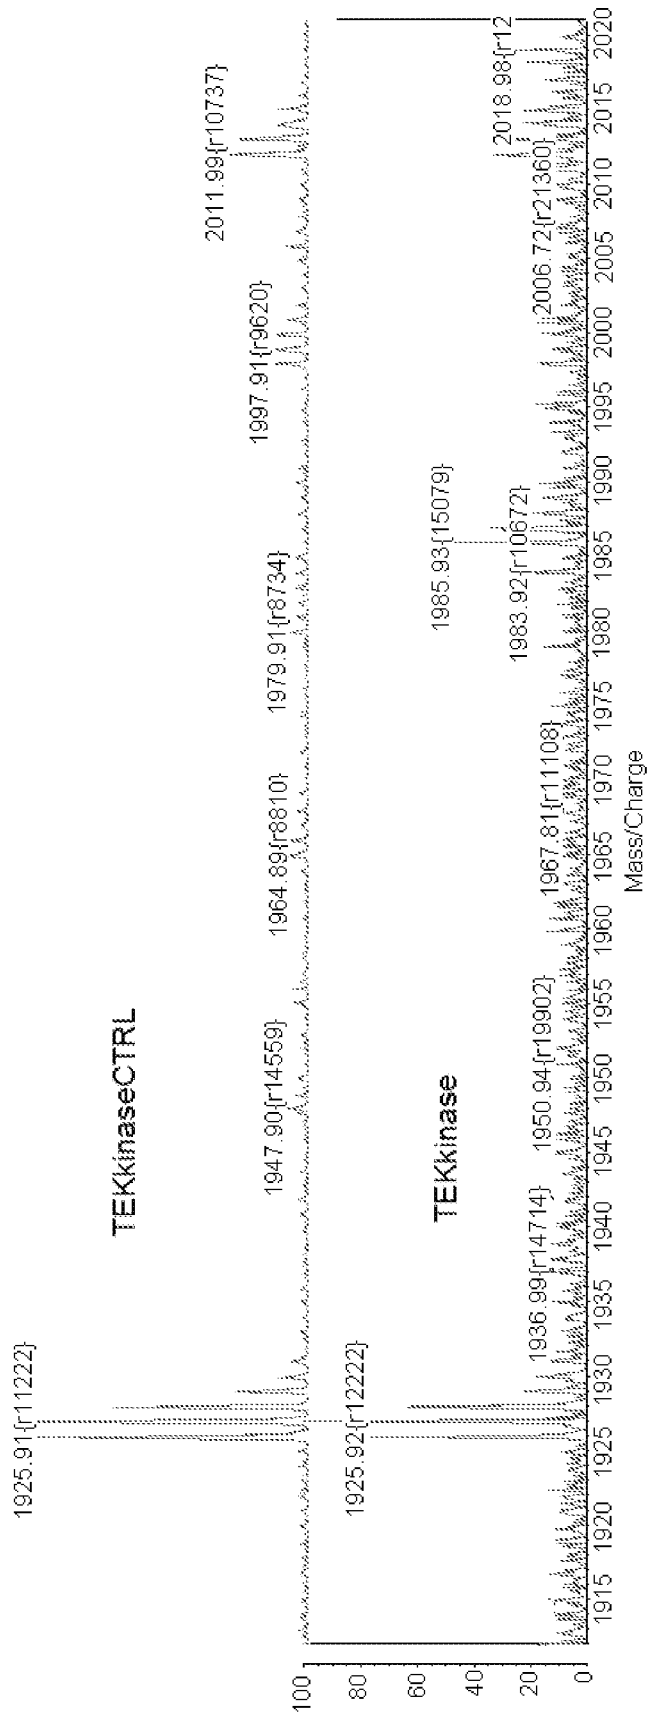 TEKkinaseCTRL
1925.91{r11222}
1947.90{r14559}
1964.89{r8810}
1979.91{r8734}
1997.91{r9620}
2011.99{r10737}
TEKkinase
1925.92{r12222}
1936.99{r14714}
1950.94{r19902}
1967.81{r11108}
1983.92{r10672}
1985.93{15079}
2006.72{r21360}
2018.98{r12
100
80
60
40
20
0
1915 1920 1925 1930 1935 1940 1945 1950 1955 1960 1965 1970 1975 1980 1985 1990 1995 2000 2005 2010 2015 2020
Mass/Charge